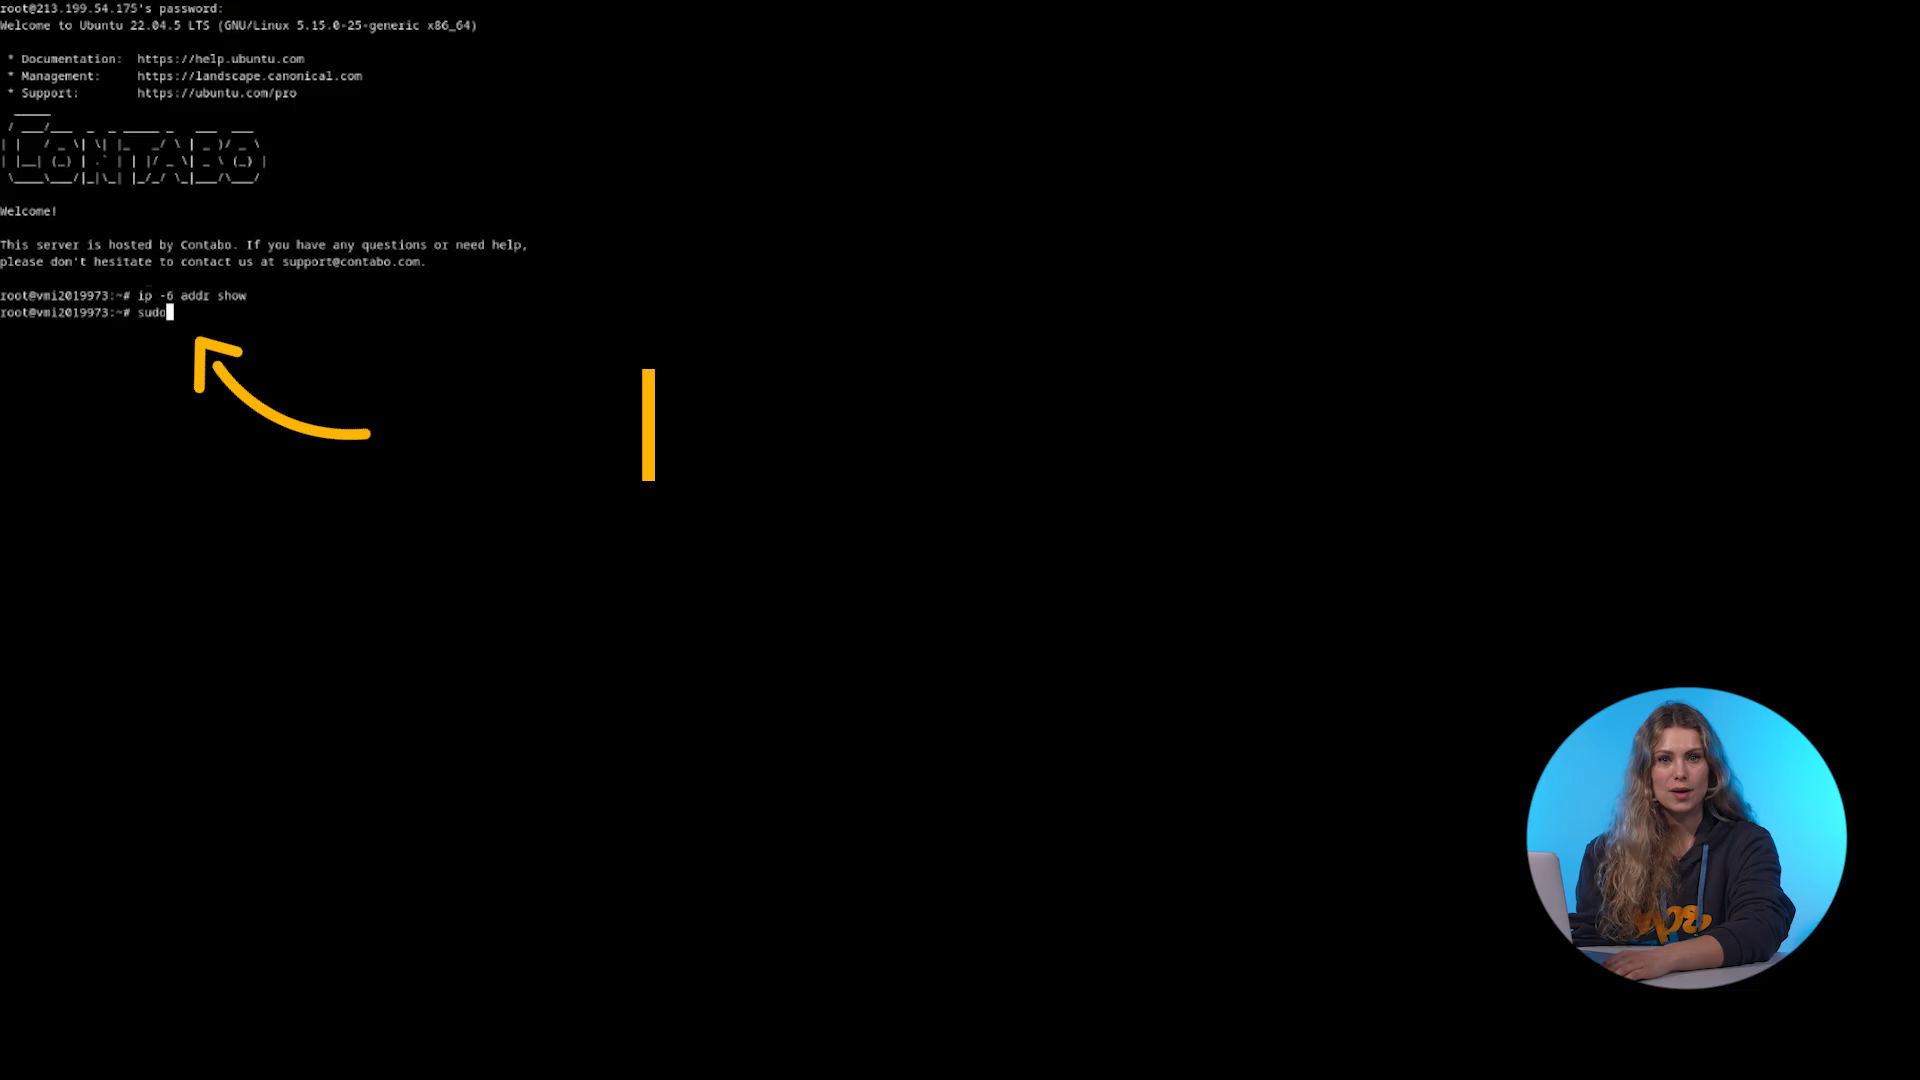 root@213.199.54.175's password:
Welcome to Ubuntu 22.04.5 LTS (GNU/Linux 5.15.0-25-generic x86_64)
* Documentation: https://help.ubuntu.com
* Management: https://landscape.canonical.com
* Support: https://ubuntu.com/pro
CONTABO
Welcome!
This server is hosted by Contabo. If you have any questions or need help,
please don't hesitate to contact us at support@contabo.com.
root@vmi2019973:~# ip -6 addr show
root@vmi2019973:~# sudo